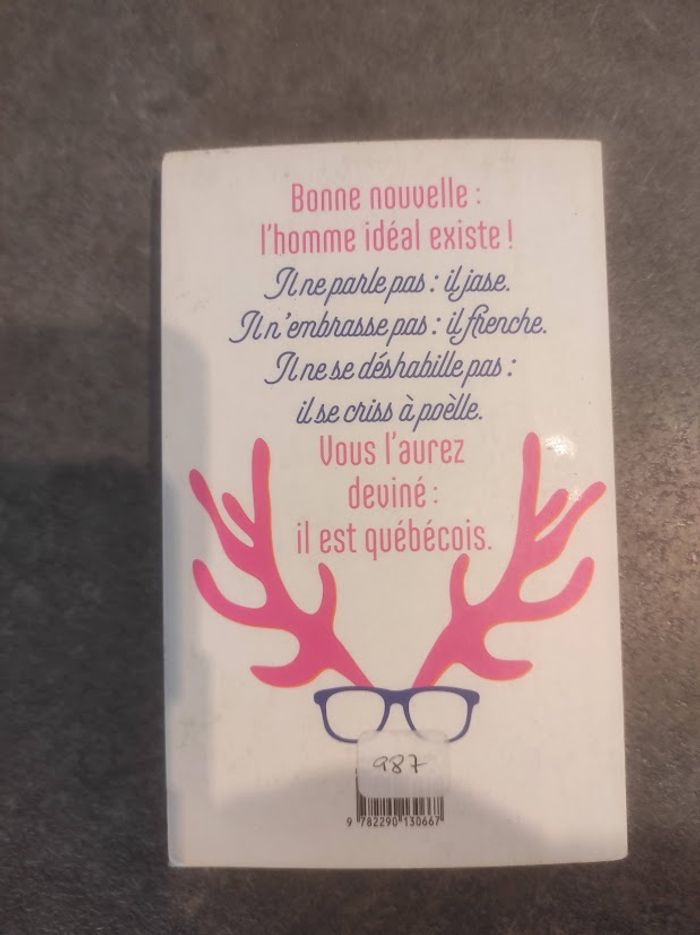 Bonne nouvelle :
l'homme idéal existe !
Il ne parle pas : il jase.
Il n'embrasse pas : il frenche.
Il ne se déshabille pas :
il se criss à poèlle.
Vous l'aurez
deviné :
il est québécois.
987
9 782290 130667